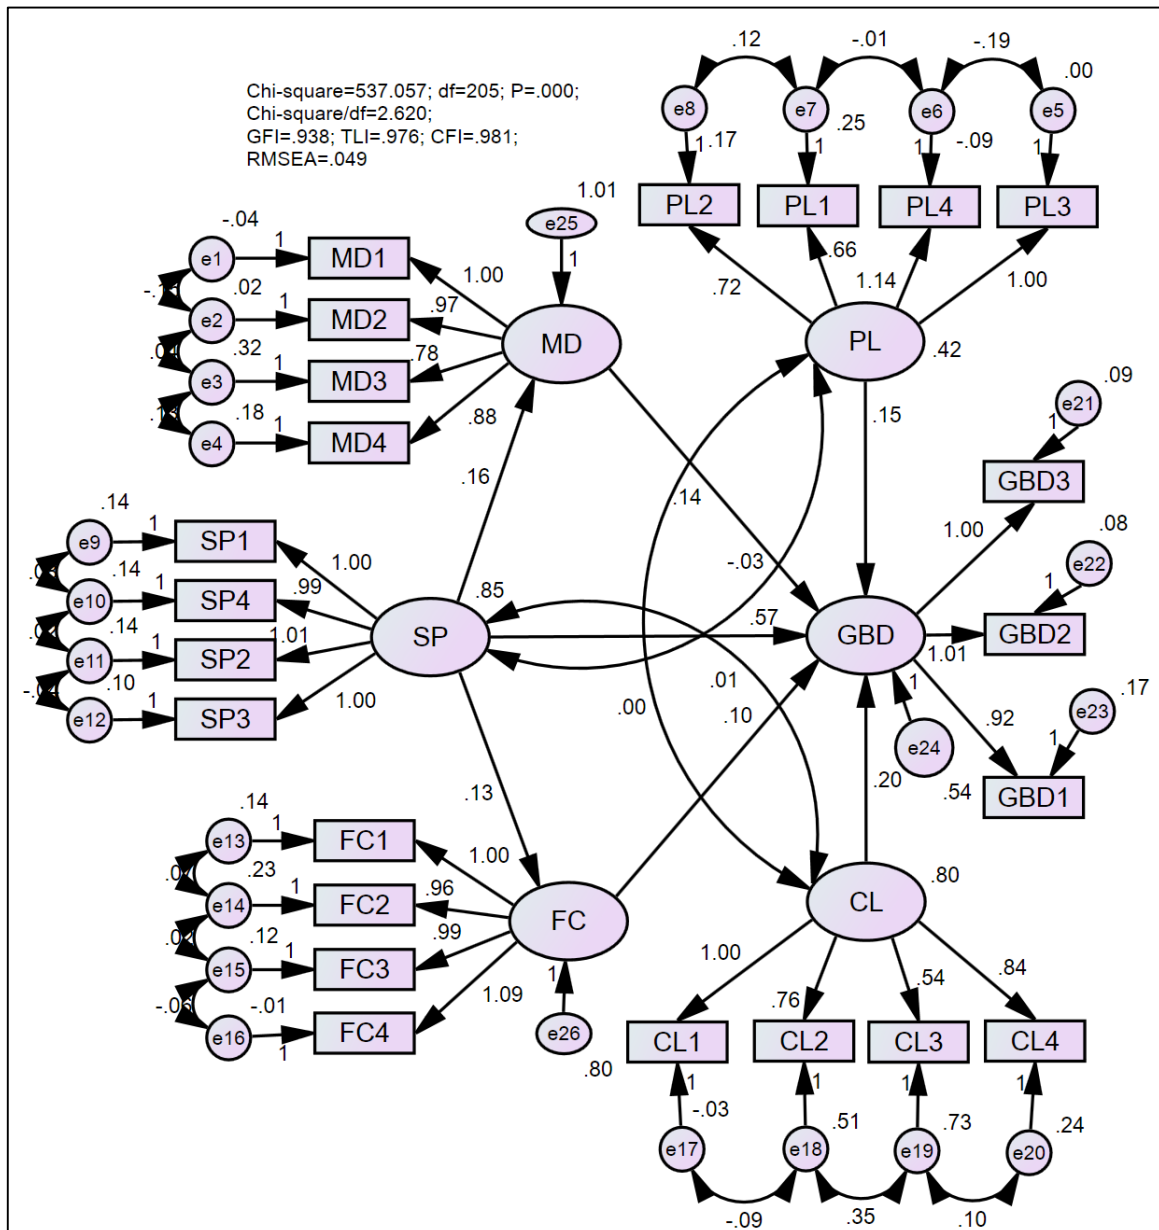 Chi-square=537.057; df=205; P=.000;
Chi-square/df=2.620;
GFI=.938; TLI=.976; CFI=.981;
RMSEA=.049
.12
-.01
-.19
e8
e7
e6
e5
.00
.17
.25
-.09
1
1
1
1
PL2
PL1
PL4
PL3
.72
.66
1.14
1.00
PL
.42
1.01
e25
1
-.04
e1
1
MD1
1.00
.02
e2
1
MD2
.97
.32
e3
1
MD3
.78
.18
e4
1
MD4
.88
MD
.16
.15
.14
-.03
.09
e21
1
GBD3
1.00
.08
e22
1
GBD2
1.01
.17
e23
1
GBD1
.92
GBD
1
e24
.54
.14
e9
1
SP1
1.00
.14
e10
1
SP4
.99
.14
e11
1
SP2
1.01
.10
e12
1
SP3
1.00
SP
.85
.57
.01
.00
.10
.20
.13
.14
e13
1
FC1
1.00
.23
e14
1
FC2
.96
.12
e15
1
FC3
.99
-.01
e16
1
FC4
1.09
FC
1
e26
.80
CL
.80
1.00
.76
.54
.84
CL1
CL2
CL3
CL4
1
1
1
1
-.03
.51
.73
.24
e17
e18
e19
e20
-.09
.35
.10